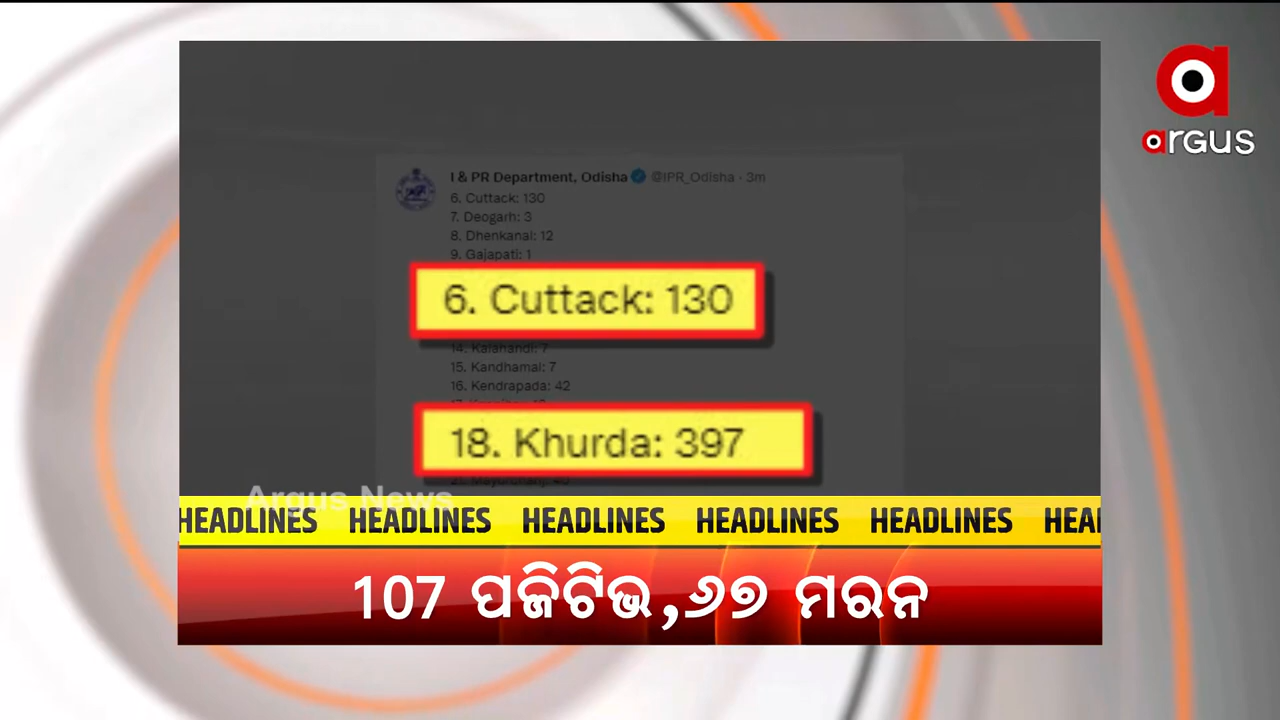 argus
I & PR Department, Odisha @IPR_Odisha · 3m
6. Cuttack: 130
7. Deogarh: 3
8. Dhenkanal: 12
9. Gajapati: 1
6. Cuttack: 130
14. Kalahandi: 7
15. Kandhamal: 7
16. Kendrapada: 42
18. Khurda: 397
Argus News
HEADLINES HEADLINES HEADLINES HEADLINES HEADLINES HEA
107 ପଜିଟିଭ,୬୭ ମରନ